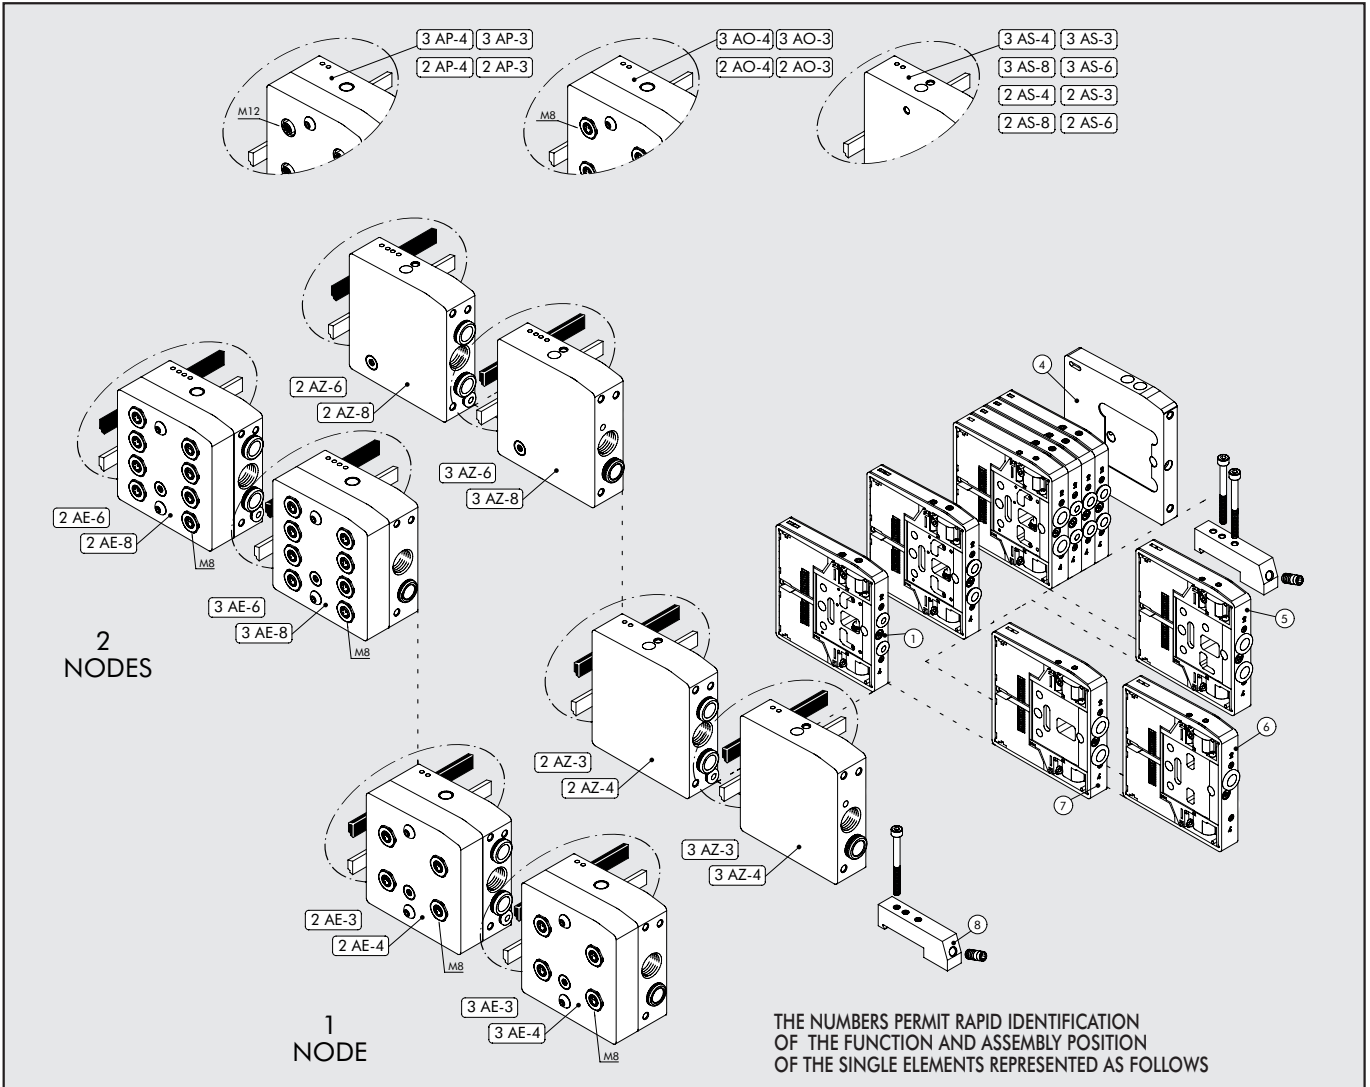 3 AP-4 3 AP-3
2 AP-4 2 AP-3
M12
3 AO-4 3 AO-3
2 AO-4 2 AO-3
M8
3 AS-4 3 AS-3
3 AS-8 3 AS-6
2 AS-4 2 AS-3
2 AS-8 2 AS-6
2 AZ-6
2 AZ-8
3 AZ-6
3 AZ-8
4
2 AE-6
2 AE-8
M8
3 AE-6
3 AE-8
M8
2
NODES
1
5
6
7
2 AZ-3
2 AZ-4
3 AZ-3
3 AZ-4
8
2 AE-3
2 AE-4
M8
3 AE-3
3 AE-4
M8
1
NODE
THE NUMBERS PERMIT RAPID IDENTIFICATION
OF THE FUNCTION AND ASSEMBLY POSITION
OF THE SINGLE ELEMENTS REPRESENTED AS FOLLOWS